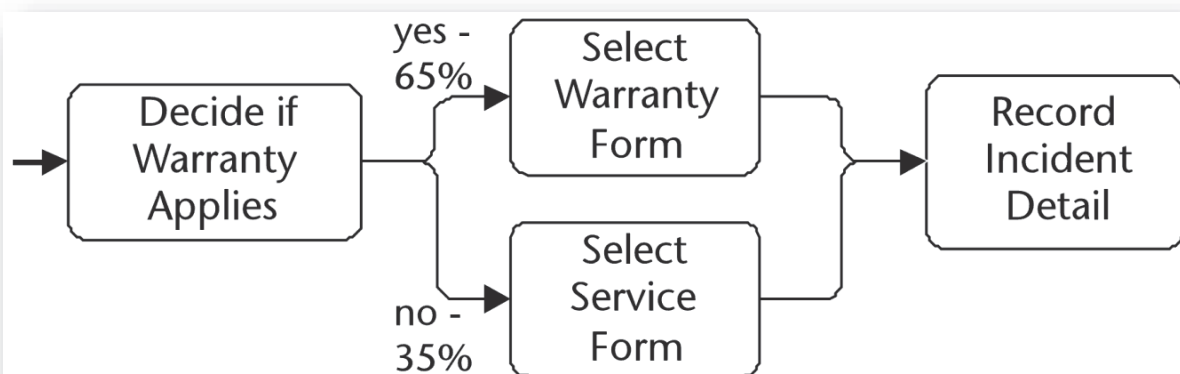 Decide if
Warranty
Applies
yes -
65%
Select
Warranty
Form
no -
35%
Select
Service
Form
Record
Incident
Detail